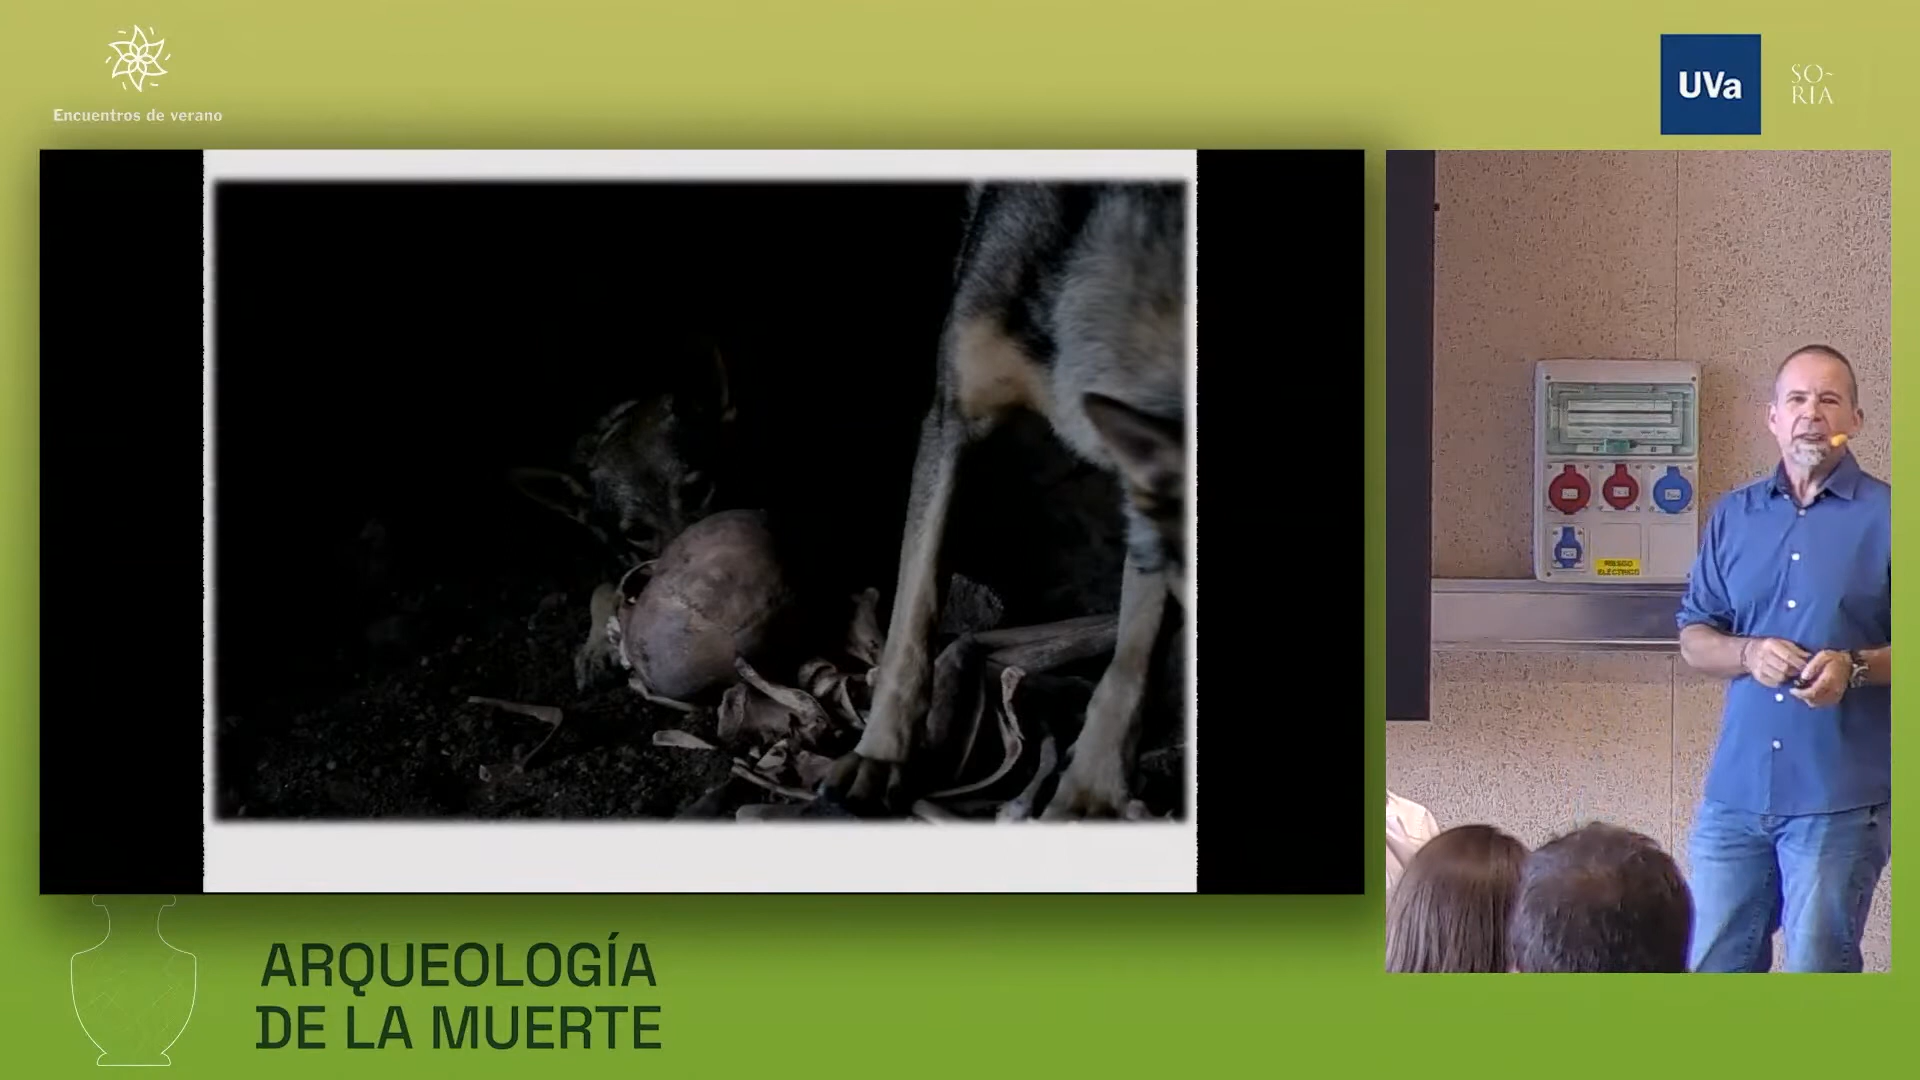 Encuentros de verano
UVa
SO-
RIA
RIESGO
ELÉCTRICO
ARQUEOLOGÍA
DE LA MUERTE